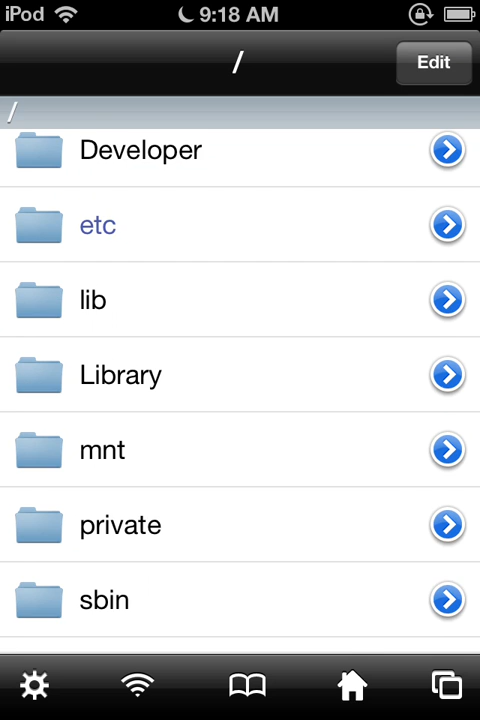 iPod 9:18 AM
/ Edit
/
Developer
etc
lib
Library
mnt
private
sbin